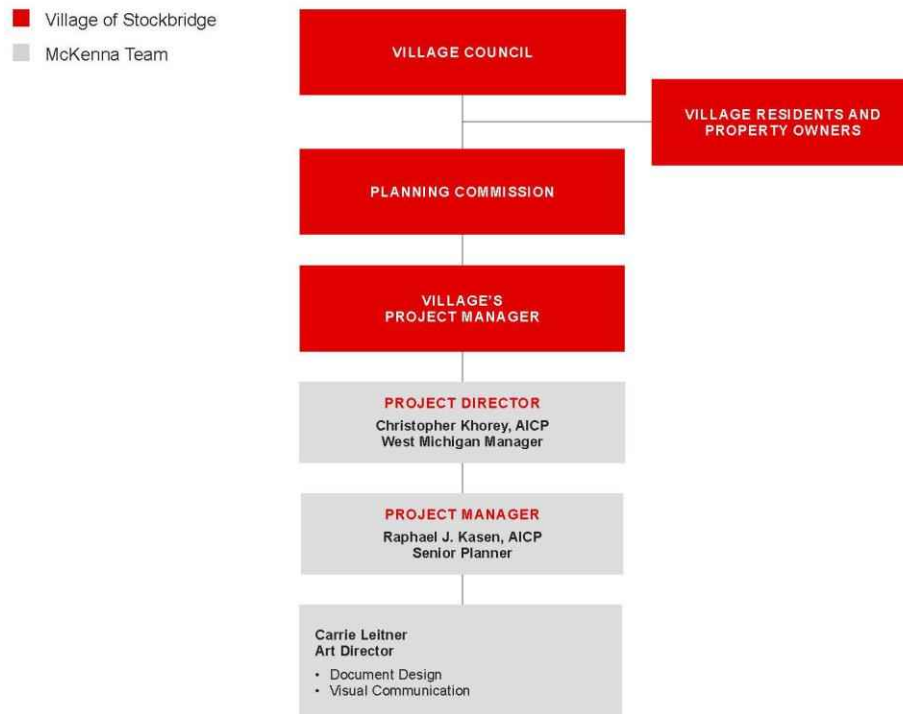 Village of Stockbridge
McKenna Team
VILLAGE COUNCIL
VILLAGE RESIDENTS AND
PROPERTY OWNERS
PLANNING COMMISSION
VILLAGE'S
PROJECT MANAGER
PROJECT DIRECTOR
Christopher Khorey, AICP
West Michigan Manager
PROJECT MANAGER
Raphael J. Kasen, AICP
Senior Planner
Carrie Leitner
Art Director
• Document Design
• Visual Communication